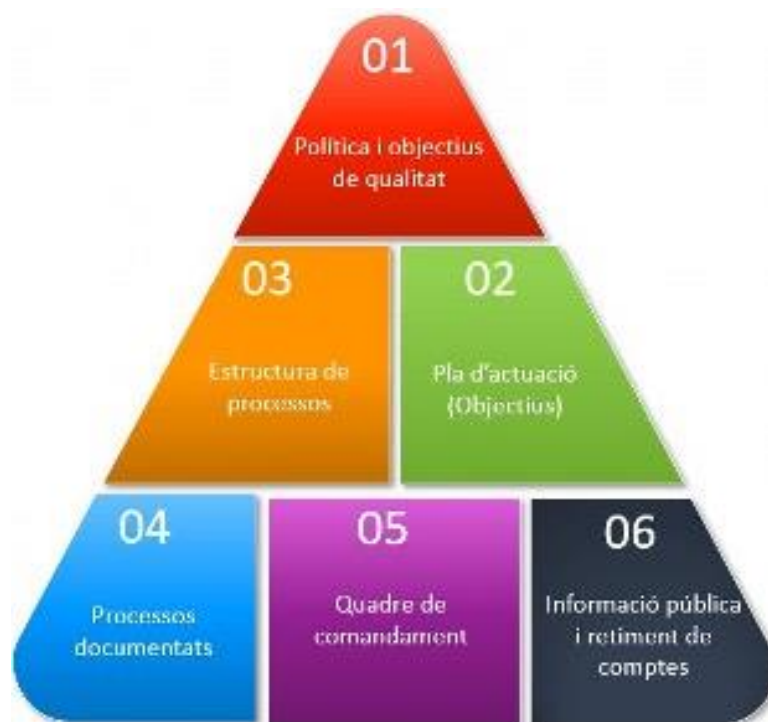 01
Política i objectius
de qualitat
03
Estructura de
processos
02
Pla d'actuació
(Objectius)
04
Processos
documentats
05
Quadre de
comandament
06
Informació pública
i retiment de
comptes